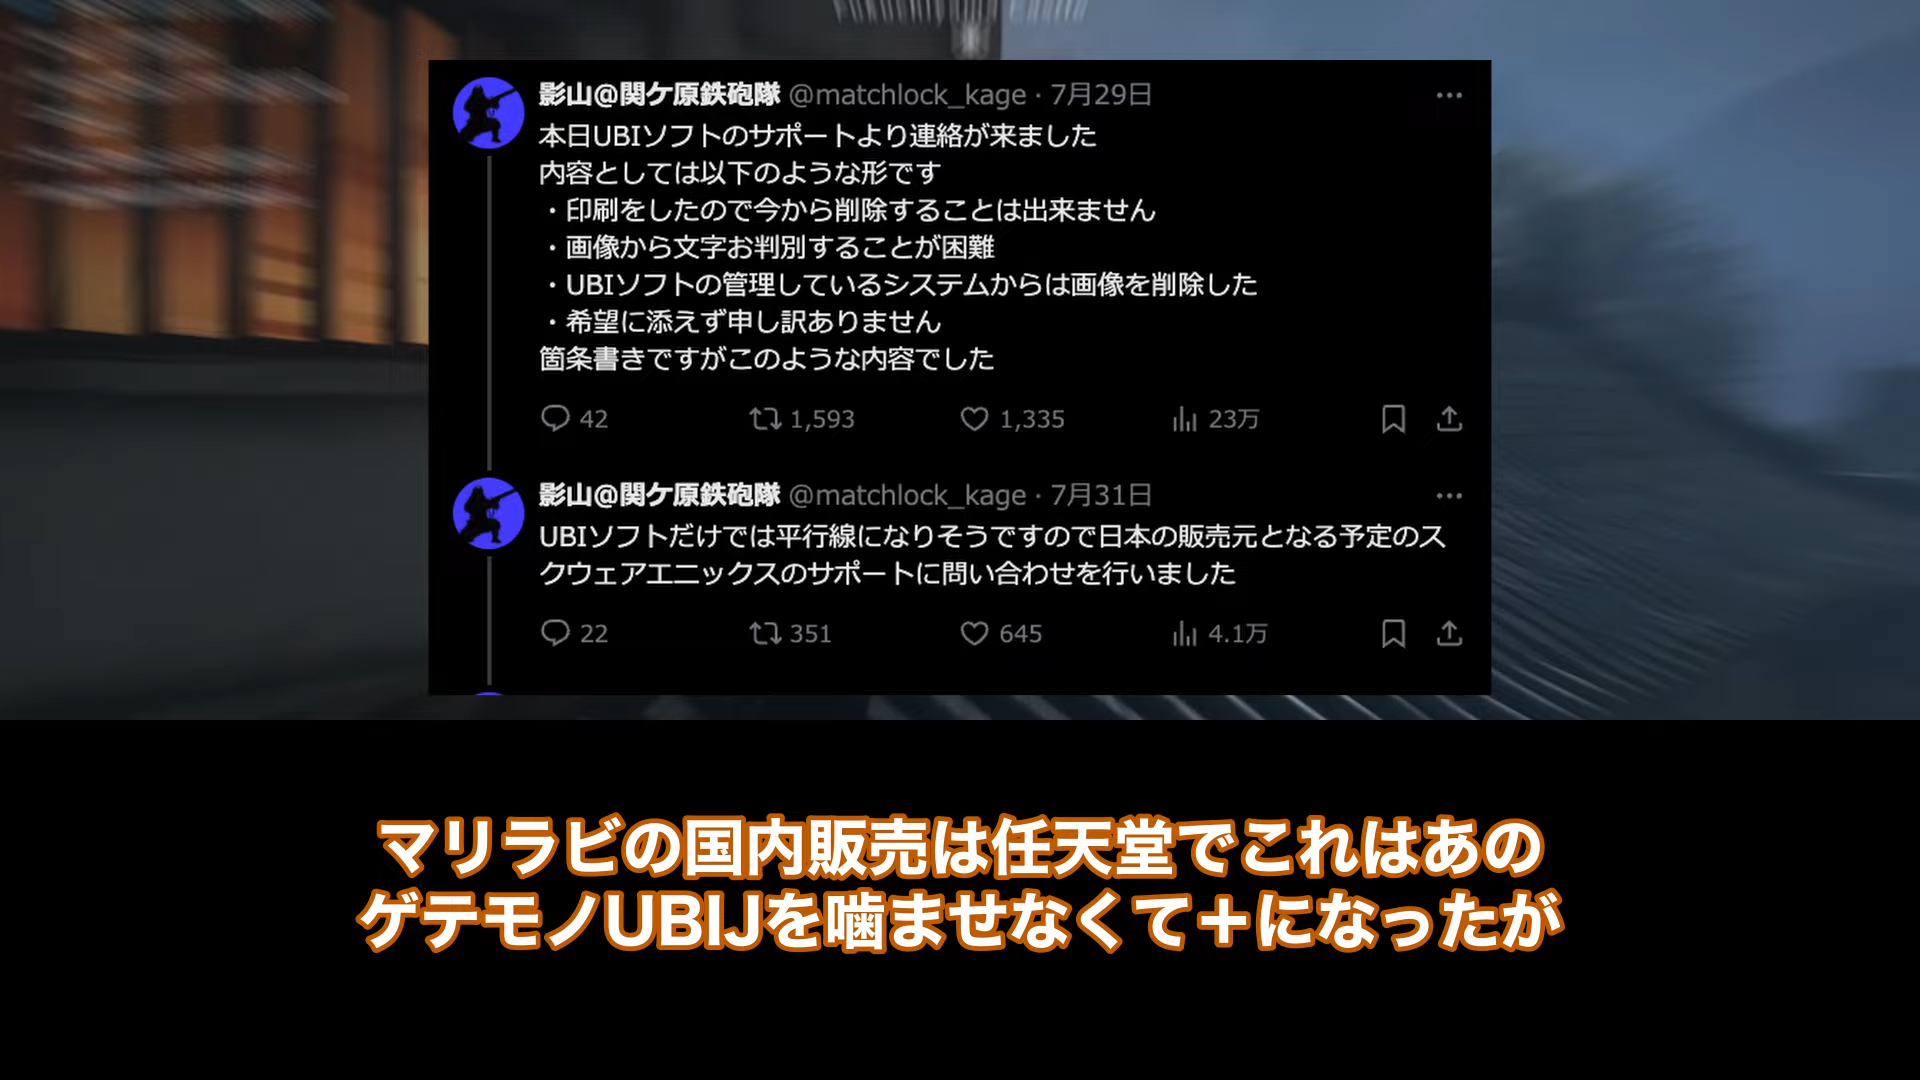 影山@関ケ原鉄砲隊 @matchlock_kage · 7月29日
本日UBIソフトのサポートより連絡が来ました
内容としては以下のような形です
・印刷をしたので今から削除することは出来ません
・画像から文字お判別することが困難
・UBIソフトの管理しているシステムからは画像を削除した
・希望に添えず申し訳ありません
箇条書きですがこのような内容でした
42 1,593 1,335 23万
影山@関ケ原鉄砲隊 @matchlock_kage · 7月31日
UBIソフトだけでは平行線になりそうですので日本の販売元となる予定のス
クウェアエニックスのサポートに問い合わせを行いました
22 351 645 4.1万
マリラビの国内販売は任天堂でこれはあの
ゲテモノUBIJを噛ませなくて＋になったが